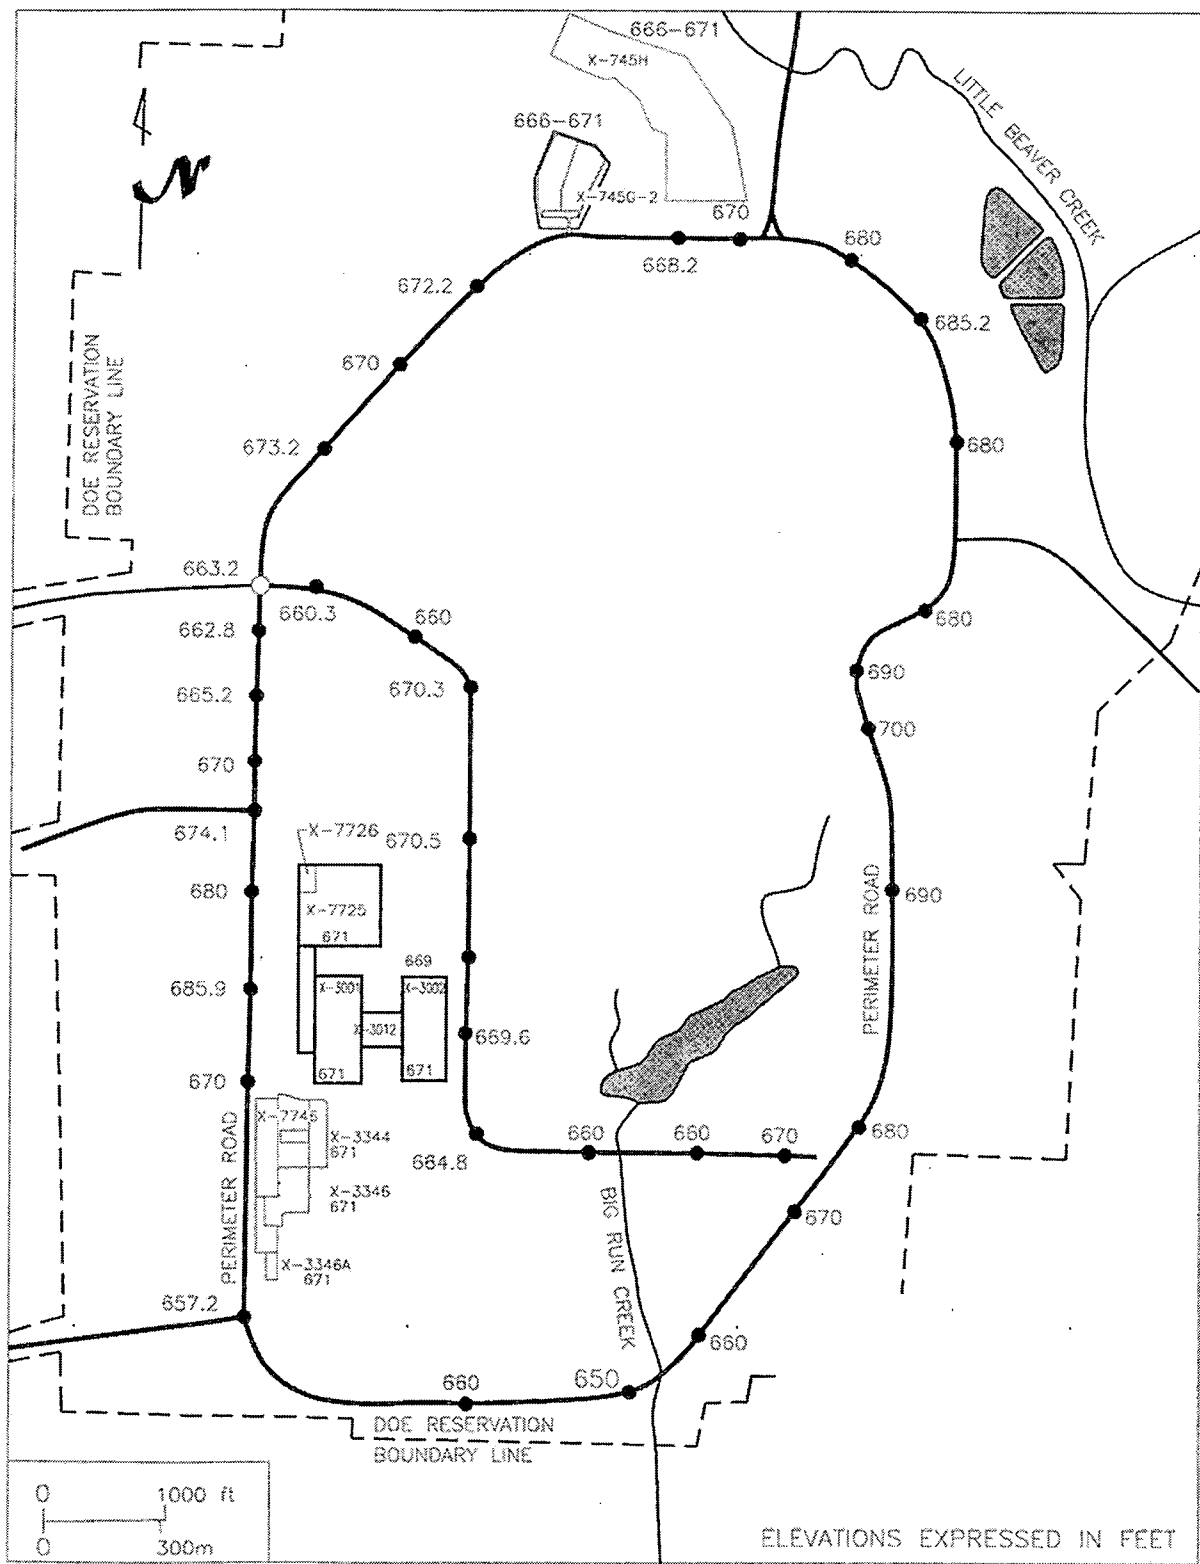 666-671
X-745H
LITTLE BEAVER CREEK
666-671
X-745G-2
670
668.2
680
672.2
685.2
DOE RESERVATION
BOUNDARY LINE
670
673.2
680
N
663.2
660.3
660
680
662.8
690
665.2
670.3
700
670
674.1
X-7726
670.5
680
X-7725
671
690
PERIMETER ROAD
669
685.9
X-3001
X-3002
X-3012
669.6
671
671
670
PERIMETER ROAD
X-7745
X-3344
671
664.8
660
660
670
680
X-3346
671
670
BIG RUN CREEK
X-3346A
671
657.2
660
660
650
DOE RESERVATION
BOUNDARY LINE
0
1000 ft
0
300m
ELEVATIONS EXPRESSED IN FEET